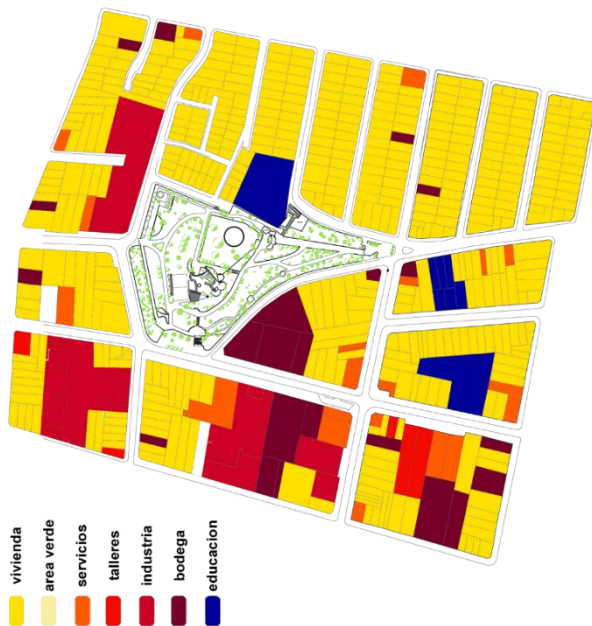 vivienda
area verde
servicios
talleres
industria
bodega
educacion